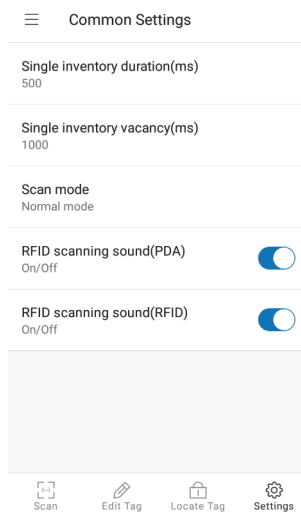 Common Settings
Single inventory duration(ms)
500
Single inventory vacancy(ms)
1000
Scan mode
Normal mode
RFID scanning sound(PDA)
On/Off
RFID scanning sound(RFID)
On/Off
Scan Edit Tag Locate Tag Settings